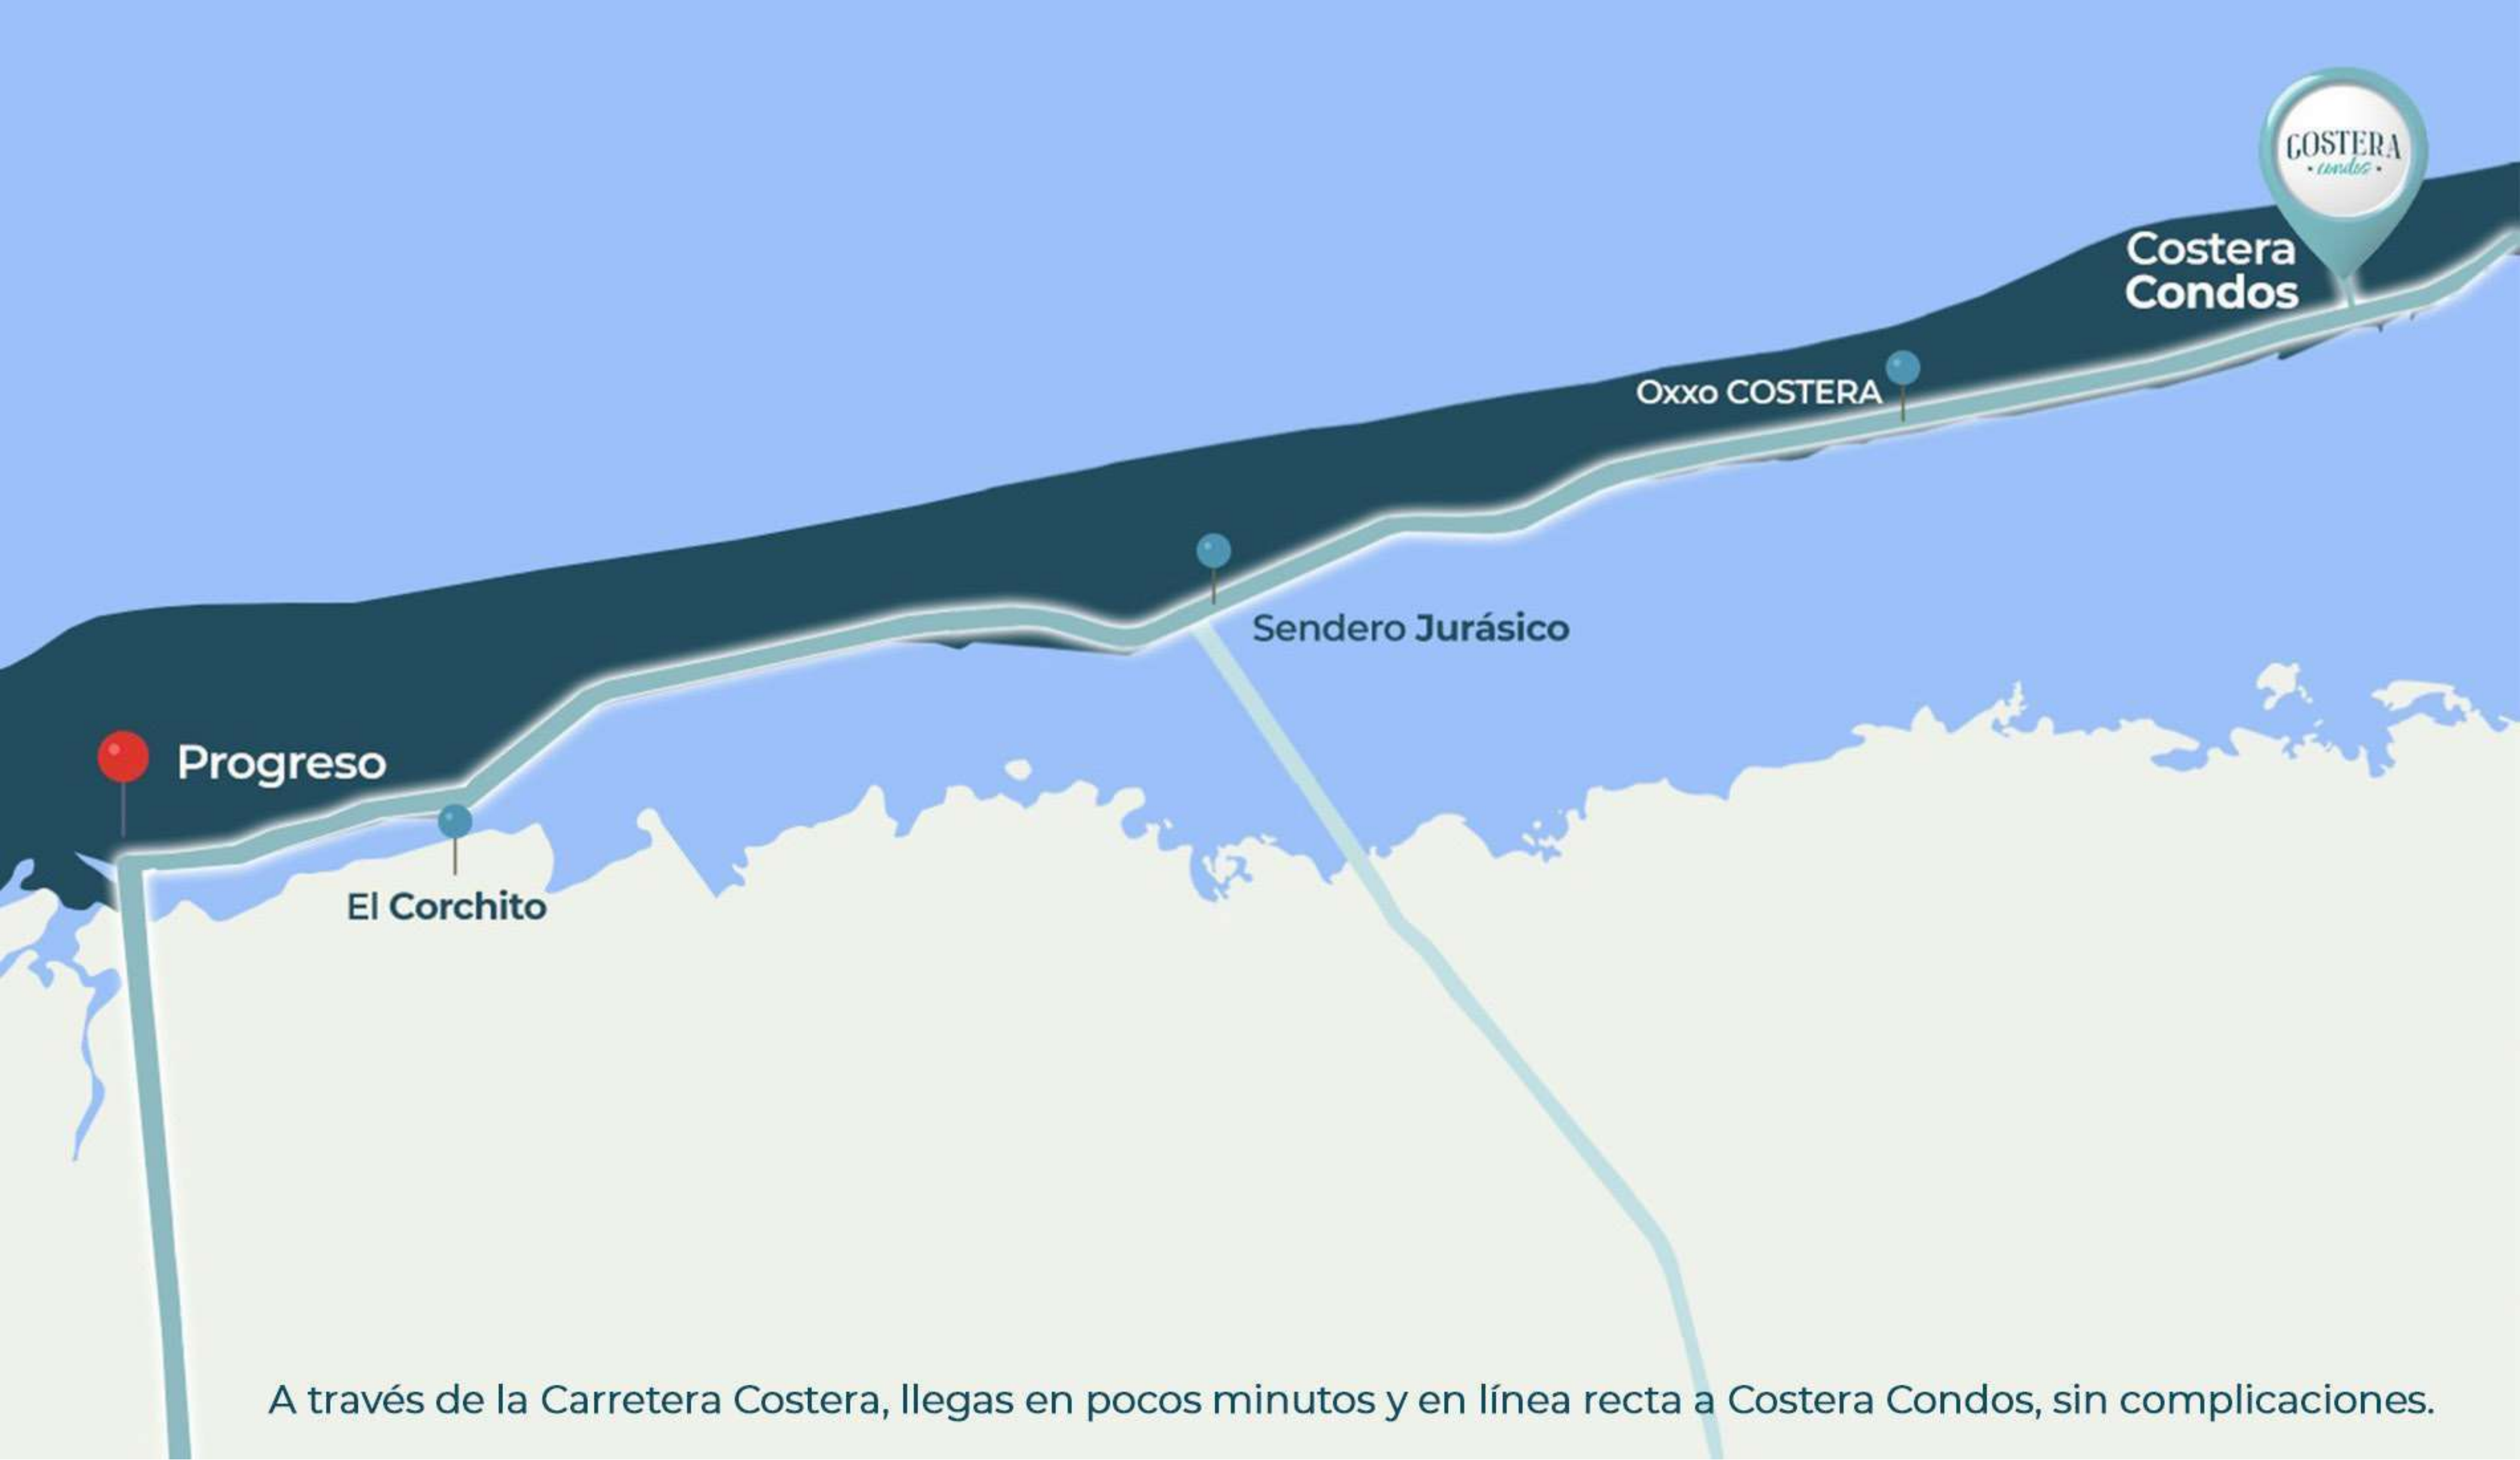 COSTERA
• condos •
Costera
Condos
Oxxo COSTERA
Sendero Jurásico
Progreso
El Corchito
A través de la Carretera Costera, llegas en pocos minutos y en línea recta a Costera Condos, sin complicaciones.